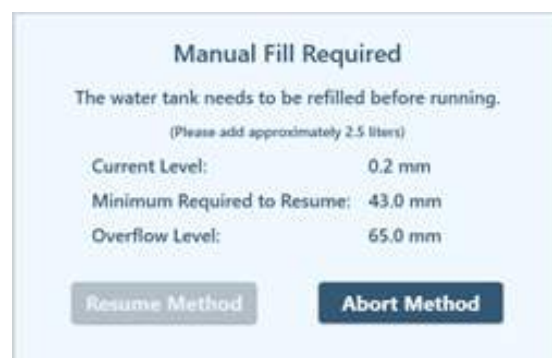 Manual Fill Required
The water tank needs to be refilled before running.
(Please add approximately 2.5 liters)
Current Level: 0.2 mm
Minimum Required to Resume: 43.0 mm
Overflow Level: 65.0 mm
Resume Method Abort Method